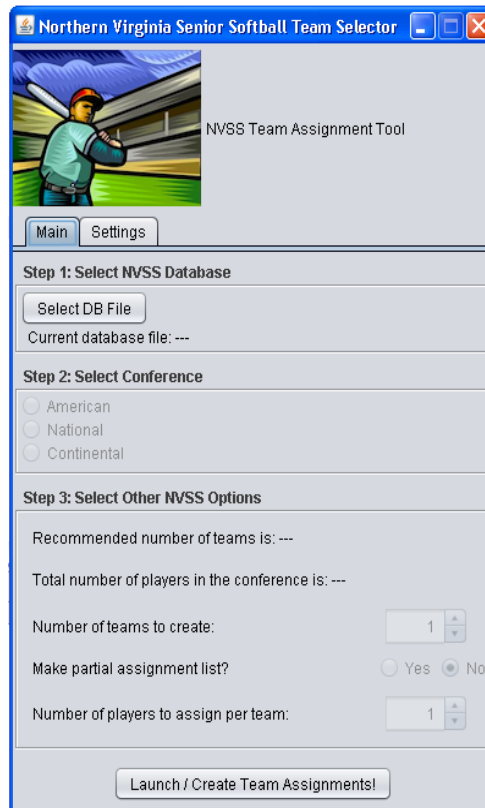 Northern Virginia Senior Softball Team Selector
NVSS Team Assignment Tool
Main Settings
Step 1: Select NVSS Database
Select DB File
Current database file: ---
Step 2: Select Conference
American
National
Continental
Step 3: Select Other NVSS Options
Recommended number of teams is: ---
Total number of players in the conference is: ---
Number of teams to create: 1
Make partial assignment list? Yes No
Number of players to assign per team: 1
Launch / Create Team Assignments!